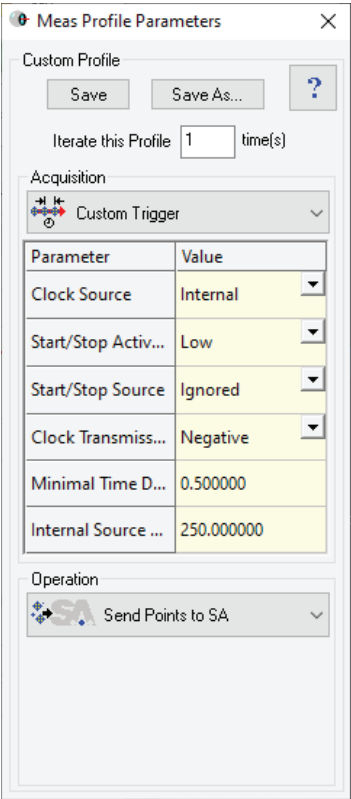 Meas Profile Parameters
Custom Profile
Save Save As... ?
Iterate this Profile 1 time(s)
Acquisition
Custom Trigger
Parameter Value
Clock Source Internal
Start/Stop Activ... Low
Start/Stop Source Ignored
Clock Transmiss... Negative
Minimal Time D... 0.500000
Internal Source ... 250.000000
Operation
SA Send Points to SA